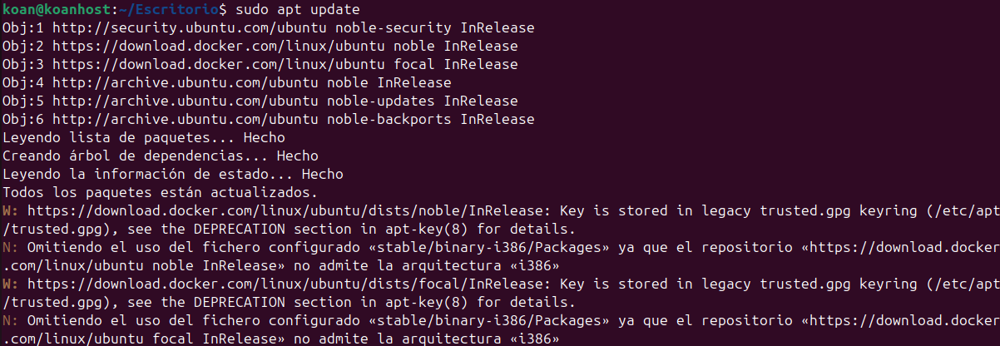 koan@koanhost:~/Escritorio$ sudo apt update
Obj:1 http://security.ubuntu.com/ubuntu noble-security InRelease
Obj:2 https://download.docker.com/linux/ubuntu noble InRelease
Obj:3 https://download.docker.com/linux/ubuntu focal InRelease
Obj:4 http://archive.ubuntu.com/ubuntu noble InRelease
Obj:5 http://archive.ubuntu.com/ubuntu noble-updates InRelease
Obj:6 http://archive.ubuntu.com/ubuntu noble-backports InRelease
Leyendo lista de paquetes... Hecho
Creando árbol de dependencias... Hecho
Leyendo la información de estado... Hecho
Todos los paquetes están actualizados.
W: https://download.docker.com/linux/ubuntu/dists/noble/InRelease: Key is stored in legacy trusted.gpg keyring (/etc/apt
/trusted.gpg), see the DEPRECATION section in apt-key(8) for details.
N: Omitiendo el uso del fichero configurado «stable/binary-i386/Packages» ya que el repositorio «https://download.docker
.com/linux/ubuntu noble InRelease» no admite la arquitectura «i386»
W: https://download.docker.com/linux/ubuntu/dists/focal/InRelease: Key is stored in legacy trusted.gpg keyring (/etc/apt
/trusted.gpg), see the DEPRECATION section in apt-key(8) for details.
N: Omitiendo el uso del fichero configurado «stable/binary-i386/Packages» ya que el repositorio «https://download.docker
.com/linux/ubuntu focal InRelease» no admite la arquitectura «i386»